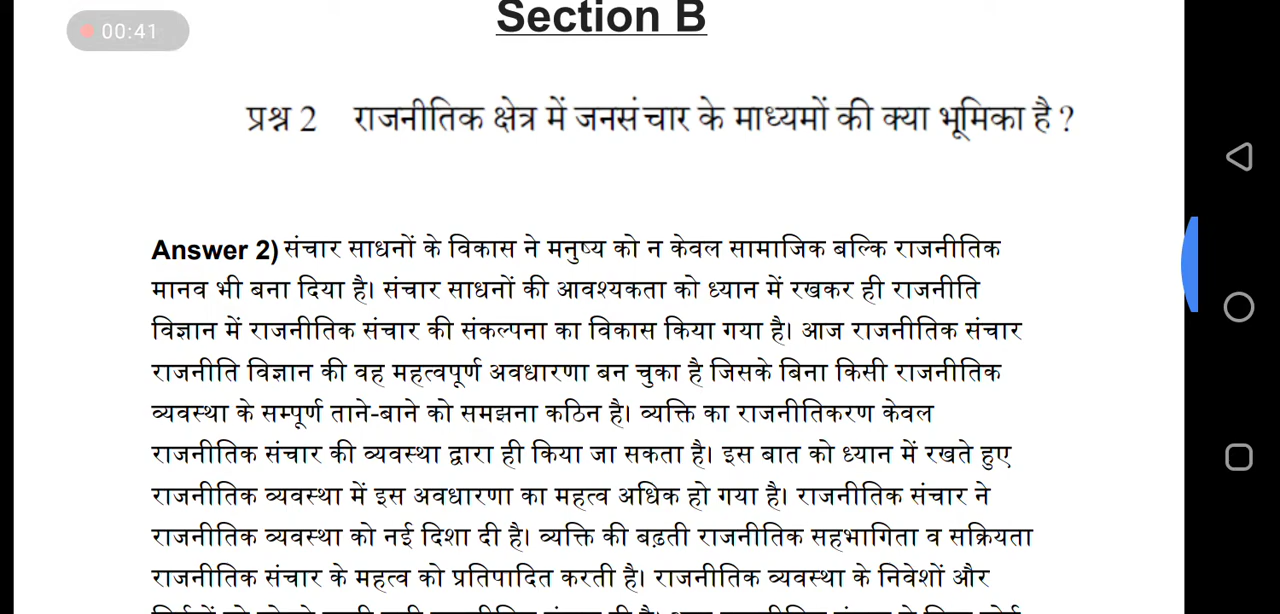 00:41
Section B
प्रश्न 2 राजनीतिक क्षेत्र में जनसंचार के माध्यमों की क्या भूमिका है ?
Answer 2) संचार साधनों के विकास ने मनुष्य को न केवल सामाजिक बल्कि राजनीतिक
मानव भी बना दिया है। संचार साधनों की आवश्यकता को ध्यान में रखकर ही राजनीति
विज्ञान में राजनीतिक संचार की संकल्पना का विकास किया गया है। आज राजनीतिक संचार
राजनीति विज्ञान की वह महत्वपूर्ण अवधारणा बन चुका है जिसके बिना किसी राजनीतिक
व्यवस्था के सम्पूर्ण ताने-बाने को समझना कठिन है। व्यक्ति का राजनीतिकरण केवल
राजनीतिक संचार की व्यवस्था द्वारा ही किया जा सकता है। इस बात को ध्यान में रखते हुए
राजनीतिक व्यवस्था में इस अवधारणा का महत्व अधिक हो गया है। राजनीतिक संचार ने
राजनीतिक व्यवस्था को नई दिशा दी है। व्यक्ति की बढ़ती राजनीतिक सहभागिता व सक्रियता
राजनीतिक संचार के महत्व को प्रतिपादित करती है। राजनीतिक व्यवस्था के निवेशों और